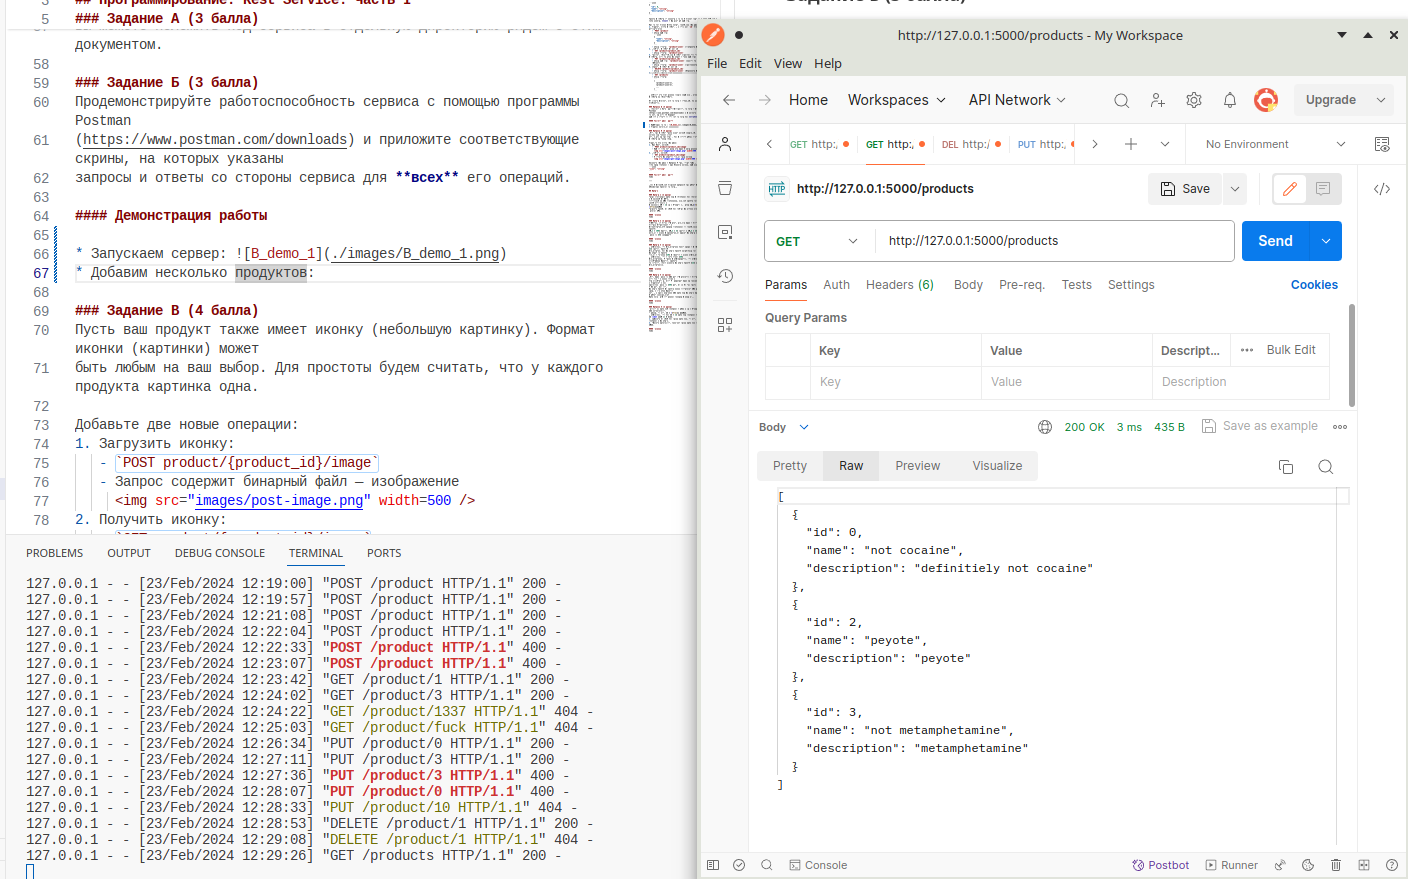 ## Программирование. Rest Service. Часть I
5 ### Задание А (3 балла)
документом.
58
59 ### Задание Б (3 балла)
60 Продемонстрируйте работоспособность сервиса с помощью программы
Postman
61 (https://www.postman.com/downloads) и приложите соответствующие
скрины, на которых указаны
62 запросы и ответы со стороны сервиса для **всех** его операций.
63
64 #### Демонстрация работы
65
66 * Запускаем сервер: ![B_demo_1](./images/B_demo_1.png)
67 * Добавим несколько продуктов:
68
69 ### Задание В (4 балла)
70 Пусть ваш продукт также имеет иконку (небольшую картинку). Формат
иконки (картинки) может
71 быть любым на ваш выбор. Для простоты будем считать, что у каждого
продукта картинка одна.
72
73 Добавьте две новые операции:
74 1. Загрузить иконку:
75 - `POST product/{product_id}/image`
76 - Запрос содержит бинарный файл — изображение
77 <img src="images/post-image.png" width=500 />
78 2. Получить иконку:
PROBLEMS OUTPUT DEBUG CONSOLE TERMINAL PORTS
127.0.0.1 - - [23/Feb/2024 12:19:00] "POST /product HTTP/1.1" 200 -
127.0.0.1 - - [23/Feb/2024 12:19:57] "POST /product HTTP/1.1" 200 -
127.0.0.1 - - [23/Feb/2024 12:21:08] "POST /product HTTP/1.1" 200 -
127.0.0.1 - - [23/Feb/2024 12:22:04] "POST /product HTTP/1.1" 200 -
127.0.0.1 - - [23/Feb/2024 12:22:33] "POST /product HTTP/1.1" 400 -
127.0.0.1 - - [23/Feb/2024 12:23:07] "POST /product HTTP/1.1" 400 -
127.0.0.1 - - [23/Feb/2024 12:23:42] "GET /product/1 HTTP/1.1" 200 -
127.0.0.1 - - [23/Feb/2024 12:24:02] "GET /product/3 HTTP/1.1" 200 -
127.0.0.1 - - [23/Feb/2024 12:24:22] "GET /product/1337 HTTP/1.1" 404 -
127.0.0.1 - - [23/Feb/2024 12:25:03] "GET /product/fuck HTTP/1.1" 404 -
127.0.0.1 - - [23/Feb/2024 12:26:34] "PUT /product/0 HTTP/1.1" 200 -
127.0.0.1 - - [23/Feb/2024 12:27:11] "PUT /product/3 HTTP/1.1" 200 -
127.0.0.1 - - [23/Feb/2024 12:27:36] "PUT /product/3 HTTP/1.1" 400 -
127.0.0.1 - - [23/Feb/2024 12:28:07] "PUT /product/0 HTTP/1.1" 400 -
127.0.0.1 - - [23/Feb/2024 12:28:33] "PUT /product/10 HTTP/1.1" 404 -
127.0.0.1 - - [23/Feb/2024 12:28:53] "DELETE /product/1 HTTP/1.1" 200 -
127.0.0.1 - - [23/Feb/2024 12:29:08] "DELETE /product/1 HTTP/1.1" 404 -
127.0.0.1 - - [23/Feb/2024 12:29:26] "GET /products HTTP/1.1" 200 -
http://127.0.0.1:5000/products - My Workspace
File Edit View Help
Home Workspaces API Network Upgrade
GET http:, GET http:, DEL http:/ PUT http:, No Environment
HTTP http://127.0.0.1:5000/products Save
GET http://127.0.0.1:5000/products Send
Params Auth Headers (6) Body Pre-req. Tests Settings Cookies
Query Params
Key Value Descript... Bulk Edit
Key Value Description
Body 200 OK 3 ms 435 B Save as example
Pretty Raw Preview Visualize
[
{
"id": 0,
"name": "not cocaine",
"description": "definitiely not cocaine"
},
{
"id": 2,
"name": "peyote",
"description": "peyote"
},
{
"id": 3,
"name": "not metamphetamine",
"description": "metamphetamine"
}
]
Console Postbot Runner